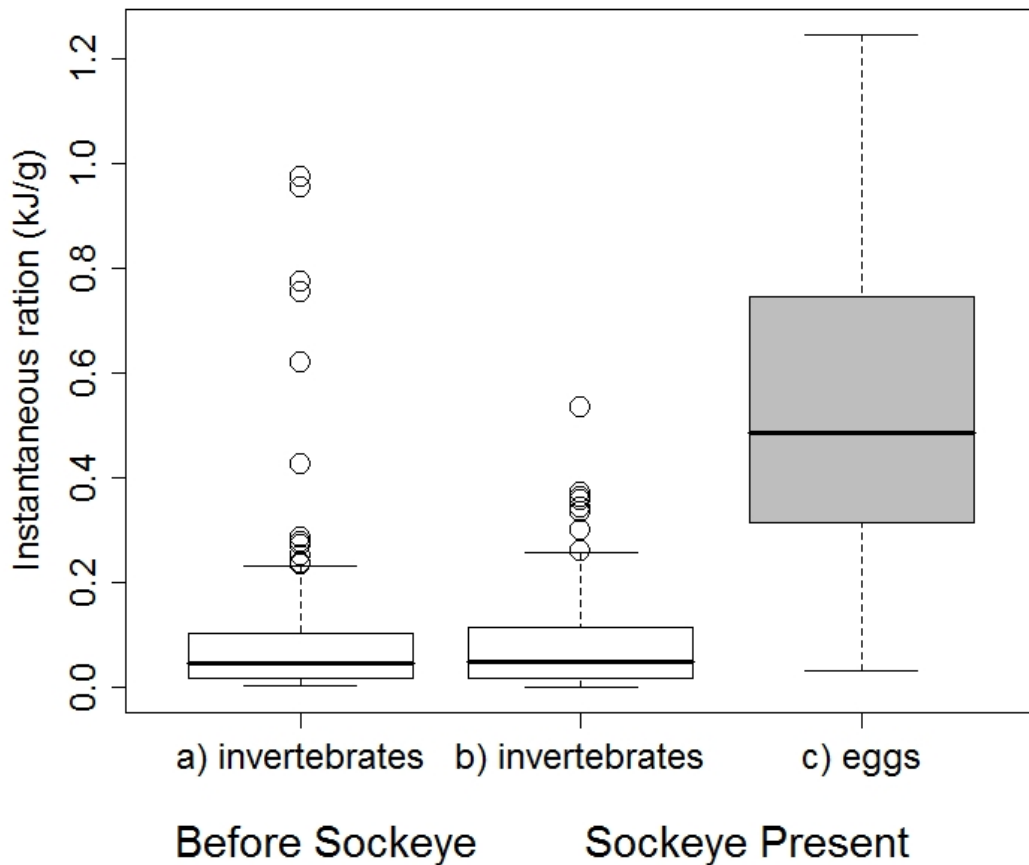 Instantaneous ration (kJ/g)
1.2
1.0
0.8
0.6
0.4
0.2
0.0
a) invertebrates b) invertebrates c) eggs
Before Sockeye Sockeye Present